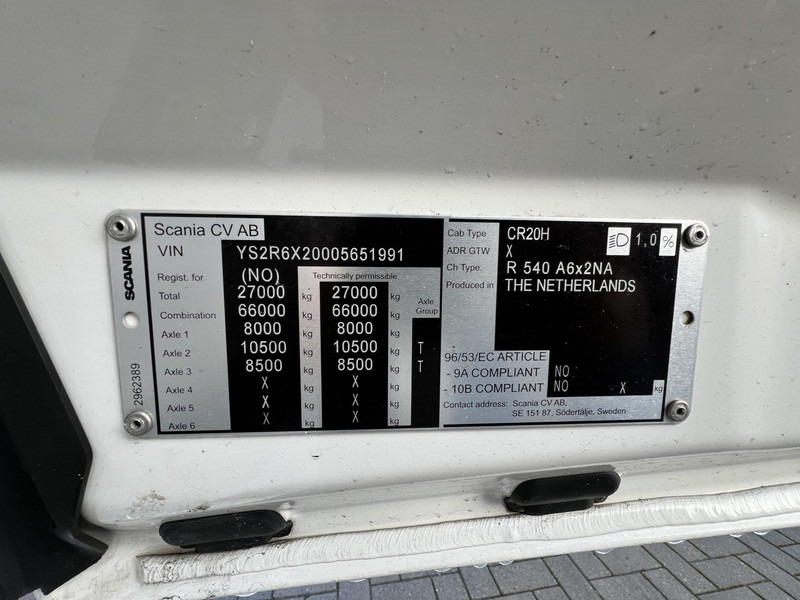 SCANIA
2962389
Scania CV AB
VIN YS2R6X20005651991
Regist. for (NO) Technically permissible
Total 27000 kg 27000 kg Axle Group
Combination 66000 kg 66000 kg
Axle 1 8000 kg 8000 kg
Axle 2 10500 kg 10500 kg T
Axle 3 8500 kg 8500 kg T
Axle 4 X kg X kg
Axle 5 X kg X kg
Axle 6 X kg X kg
Cab Type CR20H 1,0 %
ADR GTW X
Ch Type. R 540 A6x2NA
Produced in THE NETHERLANDS
96/53/EC ARTICLE
- 9A COMPLIANT NO
- 10B COMPLIANT NO X kg
Contact address: Scania CV AB,
SE 151 87, Södertälje, Sweden